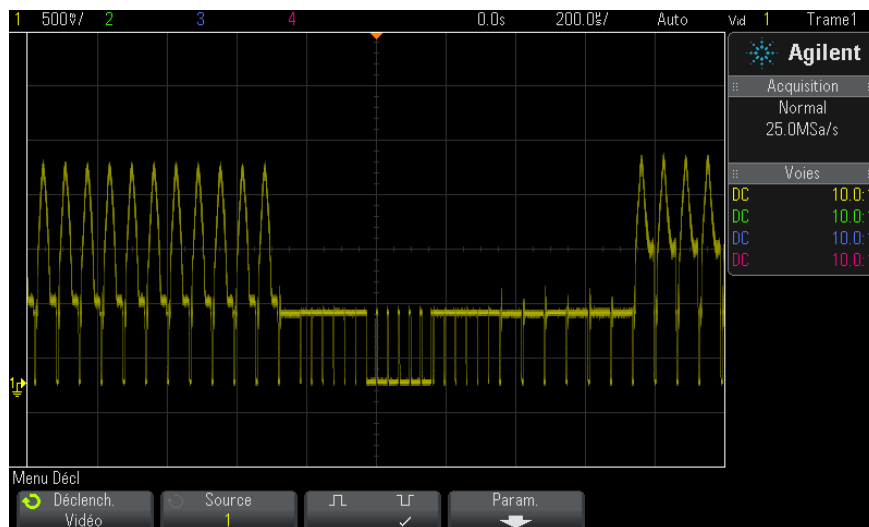 1 500⅟/ 2 3 4 0.0s 200.0㎲/ Auto Vid 1 Trame1
Agilent
Acquisition
Normal
25.0MSa/s
Voies
DC 10.0:1
DC 10.0:1
DC 10.0:1
DC 10.0:1
1
Menu Décl
Déclench. Source Param.
Vidéo 1